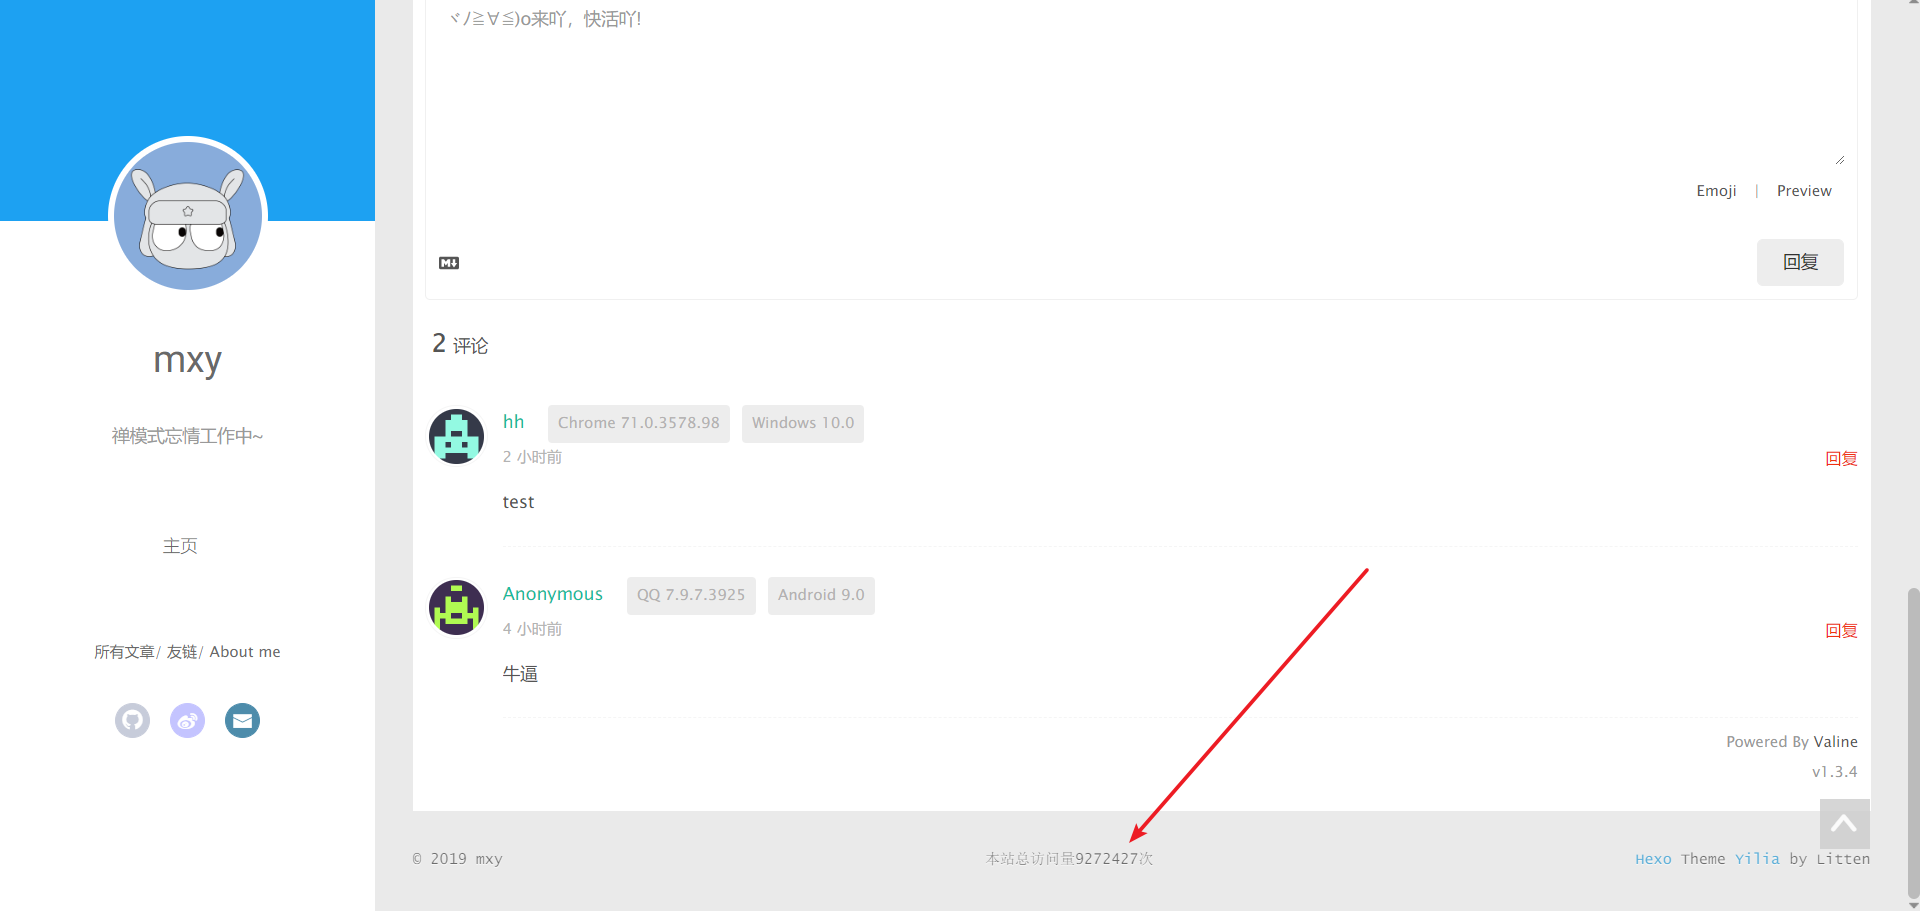 mxy
禅模式忘情工作中~
主页
所有文章/ 友链/ About me
ヾﾉ≧∀≦)o来吖，快活吖!
Emoji | Preview
M↓
回复
2 评论
hh Chrome 71.0.3578.98 Windows 10.0
2 小时前 回复
test
Anonymous QQ 7.9.7.3925 Android 9.0
4 小时前 回复
牛逼
Powered By Valine
v1.3.4
© 2019 mxy 本站总访问量9272427次 Hexo Theme Yilia by Litten